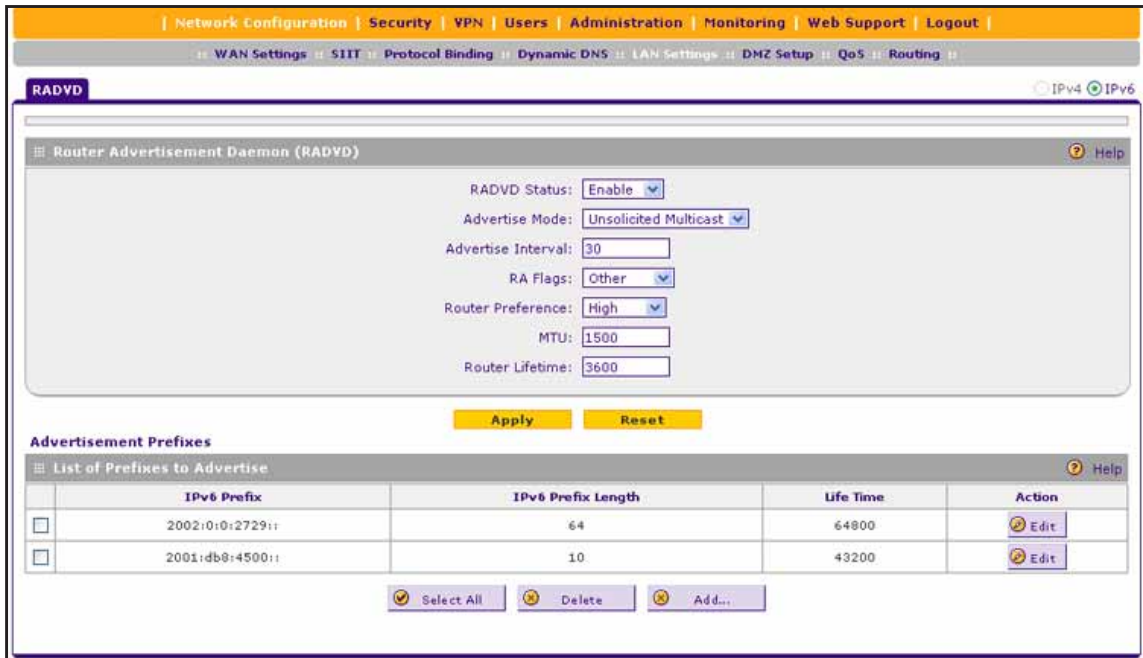 | Network Configuration | Security | VPN | Users | Administration | Monitoring | Web Support | Logout |
:: WAN Settings :: SIIT :: Protocol Binding :: Dynamic DNS :: LAN Settings :: DMZ Setup :: QoS :: Routing ::
RADVD IPv4 IPv6
Router Advertisement Daemon (RADVD) ? Help
RADVD Status: Enable
Advertise Mode: Unsolicited Multicast
Advertise Interval: 30
RA Flags: Other
Router Preference: High
MTU: 1500
Router Lifetime: 3600
Apply Reset
Advertisement Prefixes
List of Prefixes to Advertise ? Help
IPv6 Prefix IPv6 Prefix Length Life Time Action
2002:0:0:2729:: 64 64800 Edit
2001:db8:4500:: 10 43200 Edit
Select All Delete Add...